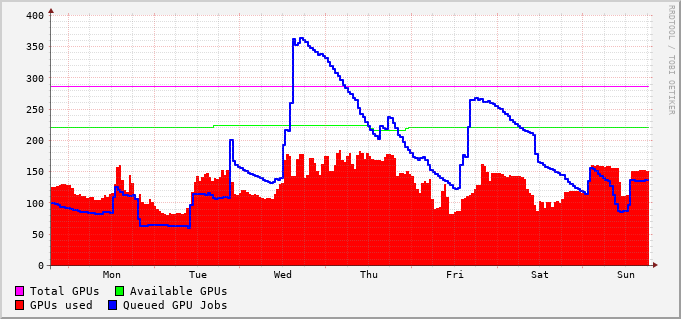 RRDTOOL / TOBI OETIKER
400
350
300
250
200
150
100
50
0
Mon Tue Wed Thu Fri Sat Sun
Total GPUs Available GPUs
GPUs used Queued GPU Jobs